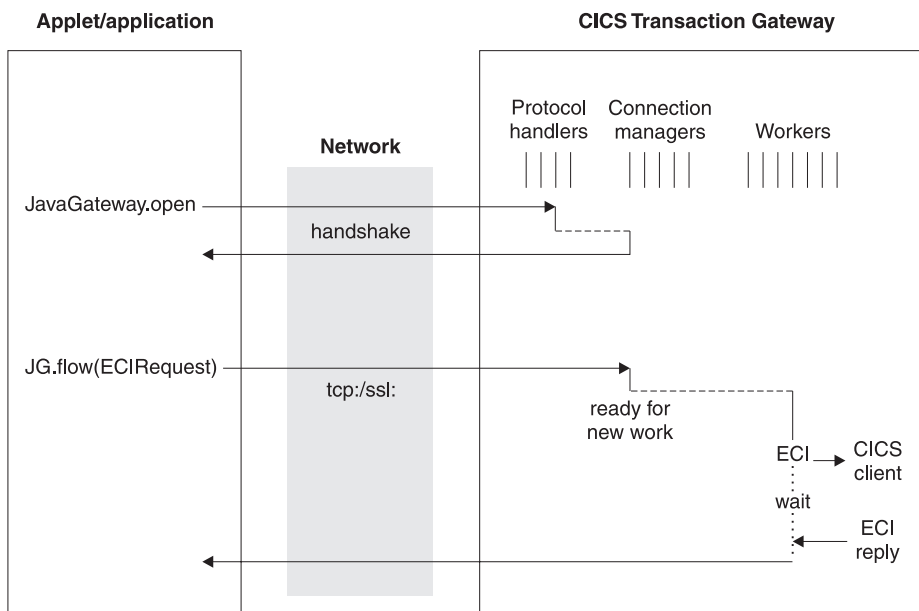 Applet/application
CICS Transaction Gateway
Protocol
handlers
Connection
managers
Workers
Network
JavaGateway.open
handshake
JG.flow(ECIRequest)
tcp:/ssl:
ready for
new work
ECI
CICS
client
wait
ECI
reply